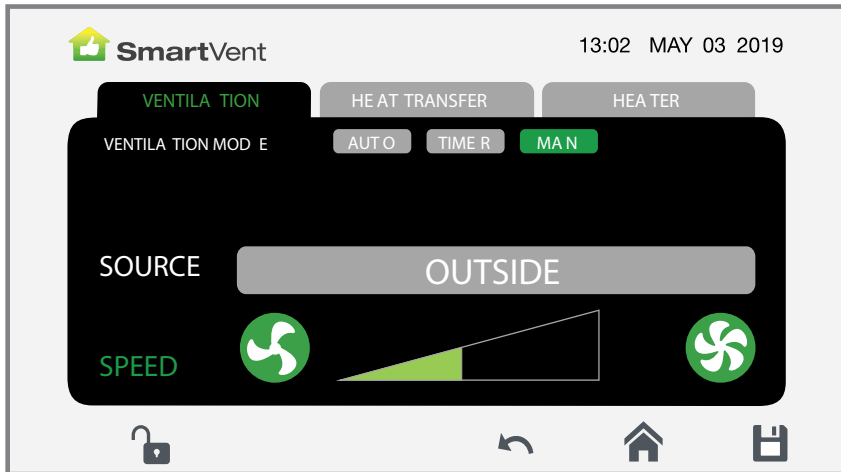 SmartVent
13:02 MAY 03 2019
VENTILA TION
HE AT TRANSFER
HEA TER
VENTILA TION MOD E
AUT O
TIME R
MA N
SOURCE
OUTSIDE
SPEED